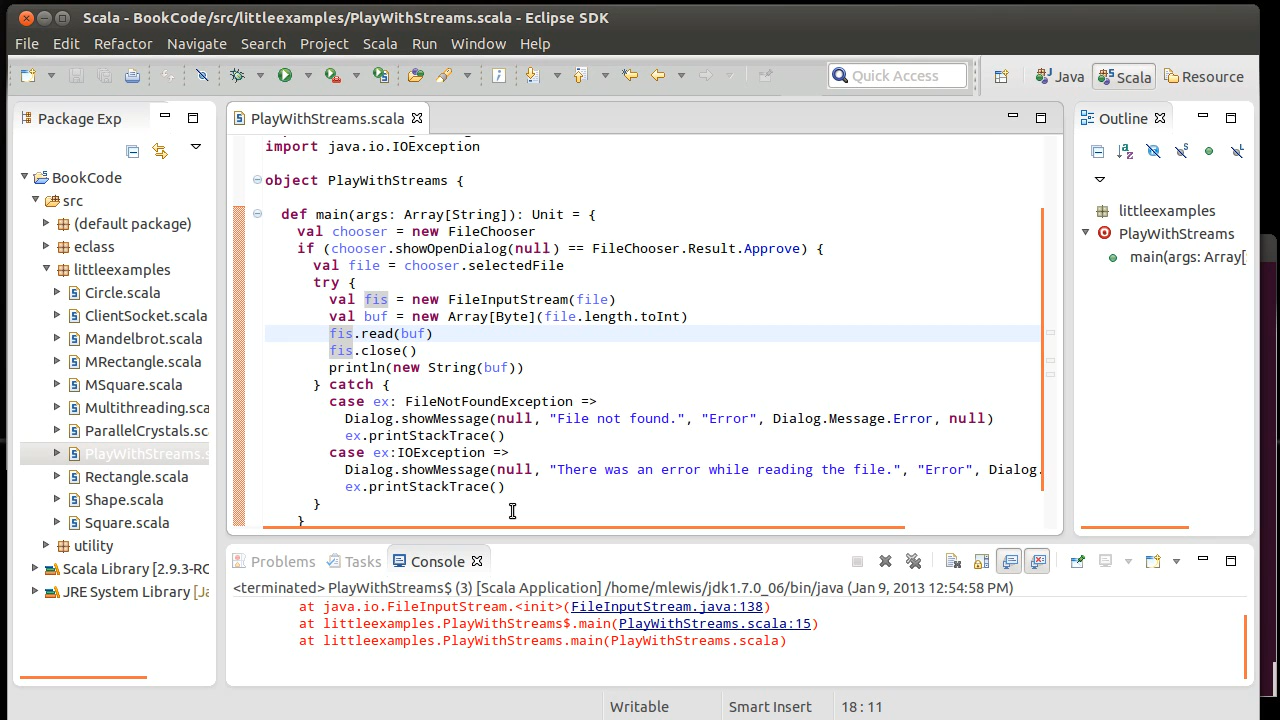 Scala - BookCode/src/littleexamples/PlayWithStreams.scala - Eclipse SDK
File Edit Refactor Navigate Search Project Scala Run Window Help
Quick Access
Java Scala Resource
Package Exp
BookCode
src
(default package)
eclass
littleexamples
Circle.scala
ClientSocket.scala
Mandelbrot.scala
MRectangle.scala
MSquare.scala
Multithreading.sca
ParallelCrystals.sca
PlayWithStreams.s
Rectangle.scala
Shape.scala
Square.scala
utility
Scala Library [2.9.3-RC
JRE System Library [Ja
PlayWithStreams.scala
import java.io.IOException
object PlayWithStreams {
def main(args: Array[String]): Unit = {
val chooser = new FileChooser
if (chooser.showOpenDialog(null) == FileChooser.Result.Approve) {
val file = chooser.selectedFile
try {
val fis = new FileInputStream(file)
val buf = new Array[Byte](file.length.toInt)
fis.read(buf)
fis.close()
println(new String(buf))
} catch {
case ex: FileNotFoundException =>
Dialog.showMessage(null, "File not found.", "Error", Dialog.Message.Error, null)
ex.printStackTrace()
case ex:IOException =>
Dialog.showMessage(null, "There was an error while reading the file.", "Error", Dialog.
ex.printStackTrace()
}
}
Outline
littleexamples
PlayWithStreams
main(args: Array[
Problems Tasks Console
<terminated> PlayWithStreams$ (3) [Scala Application] /home/mlewis/jdk1.7.0_06/bin/java (Jan 9, 2013 12:54:58 PM)
at java.io.FileInputStream.<init>(FileInputStream.java:138)
at littleexamples.PlayWithStreams$.main(PlayWithStreams.scala:15)
at littleexamples.PlayWithStreams.main(PlayWithStreams.scala)
Writable Smart Insert 18 : 11